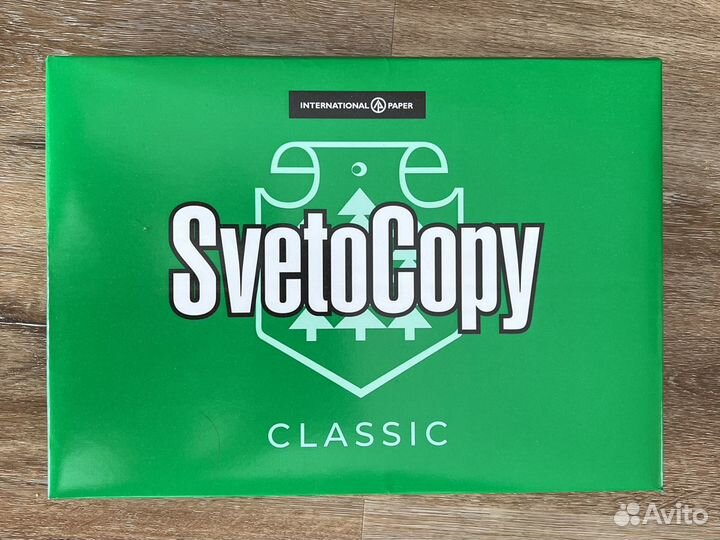 INTERNATIONAL PAPER
SvetoCopy
CLASSIC
Avito